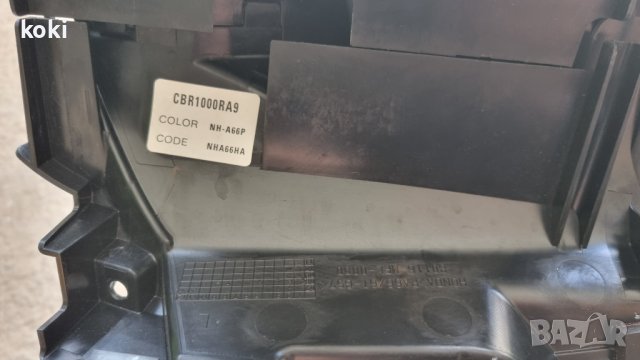 koki
CBR1000RA9
COLOR NH-A66P
CODE NHA66HA
L
BAZAR